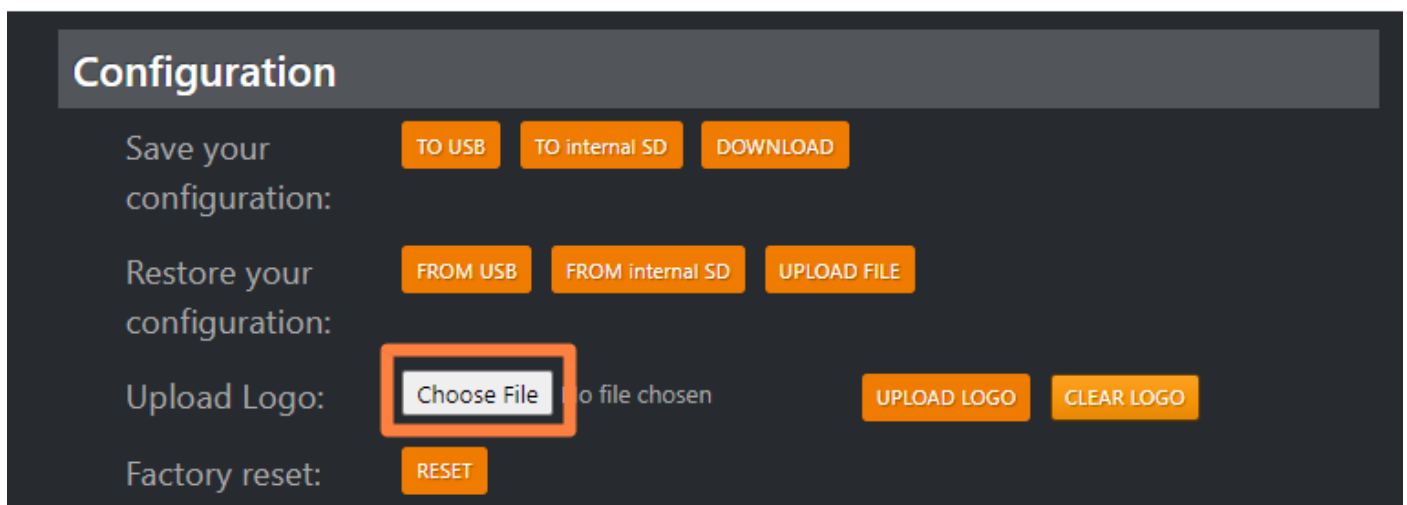 Configuration
Save your configuration:
TO USB TO internal SD DOWNLOAD
Restore your configuration:
FROM USB FROM internal SD UPLOAD FILE
Upload Logo: Choose File No file chosen UPLOAD LOGO CLEAR LOGO
Factory reset: RESET